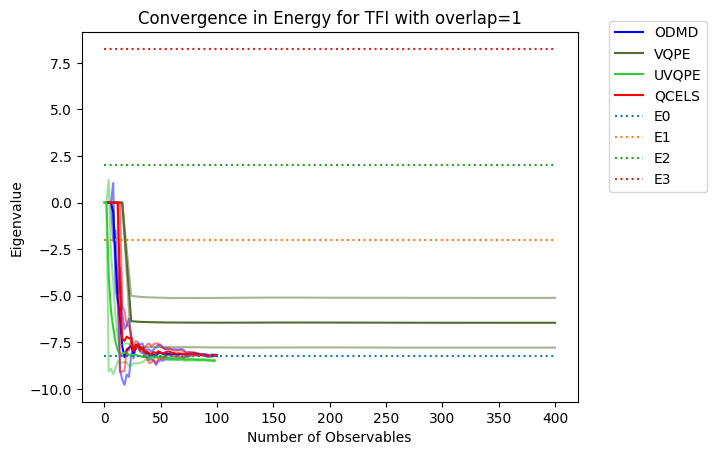 Convergence in Energy for TFI with overlap=1
ODMD
VQPE
UVQPE
QCELS
E0
E1
E2
E3
7.5
5.0
2.5
0.0
−2.5
−5.0
−7.5
−10.0
Eigenvalue
0 50 100 150 200 250 300 350 400
Number of Observables